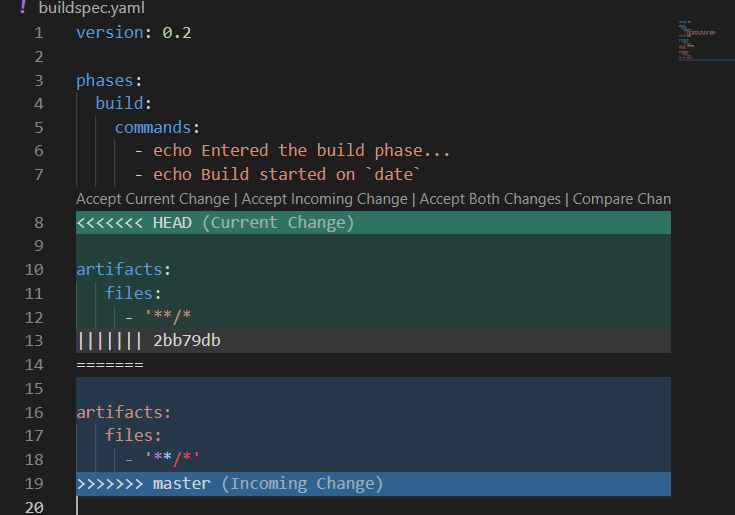 ! buildspec.yaml
1 version: 0.2
2
3 phases:
4   build:
5     commands:
6       - echo Entered the build phase...
7       - echo Build started on `date`
Accept Current Change | Accept Incoming Change | Accept Both Changes | Compare Chan
8 <<<<<<< HEAD (Current Change)
9
10 artifacts:
11    files:
12      - '**/*
13 ||||||| 2bb79db
14 =======
15
16 artifacts:
17    files:
18      - '**/*'
19 >>>>>>> master (Incoming Change)
20